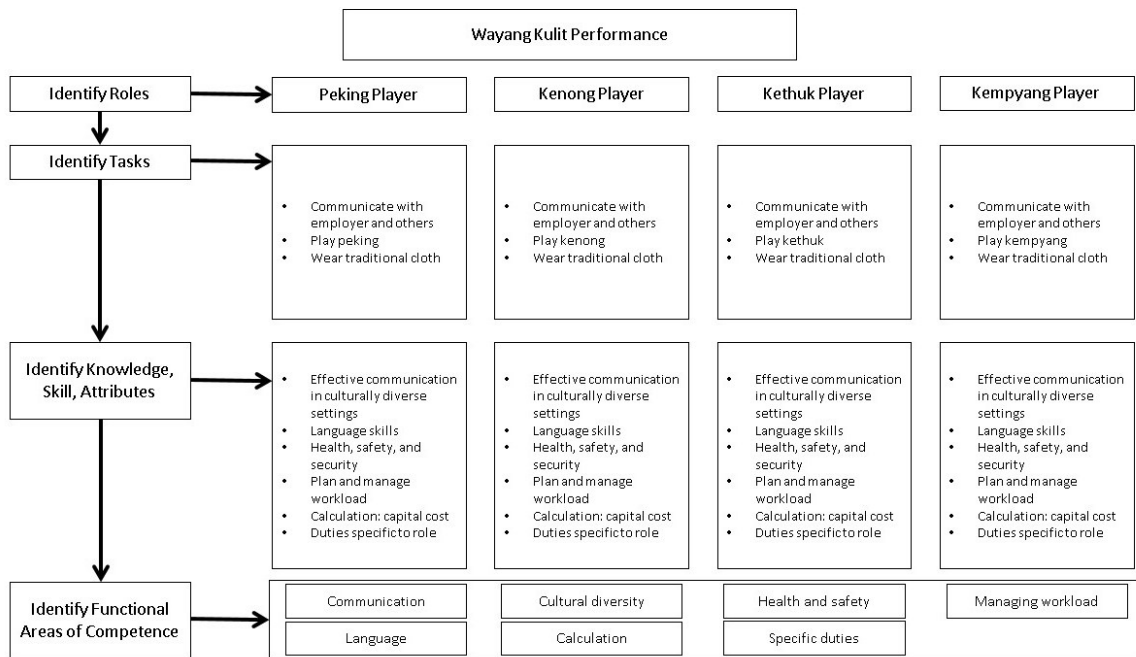 Wayang Kulit Performance
Identify Roles
Peking Player
Kenong Player
Kethuk Player
Kempyang Player
Identify Tasks
• Communicate with
employer and others
• Play peking
• Wear traditional cloth
• Communicate with
employer and others
• Play kenong
• Wear traditional cloth
• Communicate with
employer and others
• Play kethuk
• Wear traditional cloth
• Communicate with
employer and others
• Play kempyang
• Wear traditional cloth
Identify Knowledge,
Skill, Attributes
• Effective communication
in culturally diverse
settings
• Language skills
• Health, safety, and
security
• Plan and manage
workload
• Calculation: capital cost
• Duties specific to role
• Effective communication
in culturally diverse
settings
• Language skills
• Health, safety, and
security
• Plan and manage
workload
• Calculation: capital cost
• Duties specific to role
• Effective communication
in culturally diverse
settings
• Language skills
• Health, safety, and
security
• Plan and manage
workload
• Calculation: capital cost
• Duties specific to role
• Effective communication
in culturally diverse
settings
• Language skills
• Health, safety, and
security
• Plan and manage
workload
• Calculation: capital cost
• Duties specific to role
Identify Functional
Areas of Competence
Communication
Cultural diversity
Health and safety
Managing workload
Language
Calculation
Specific duties